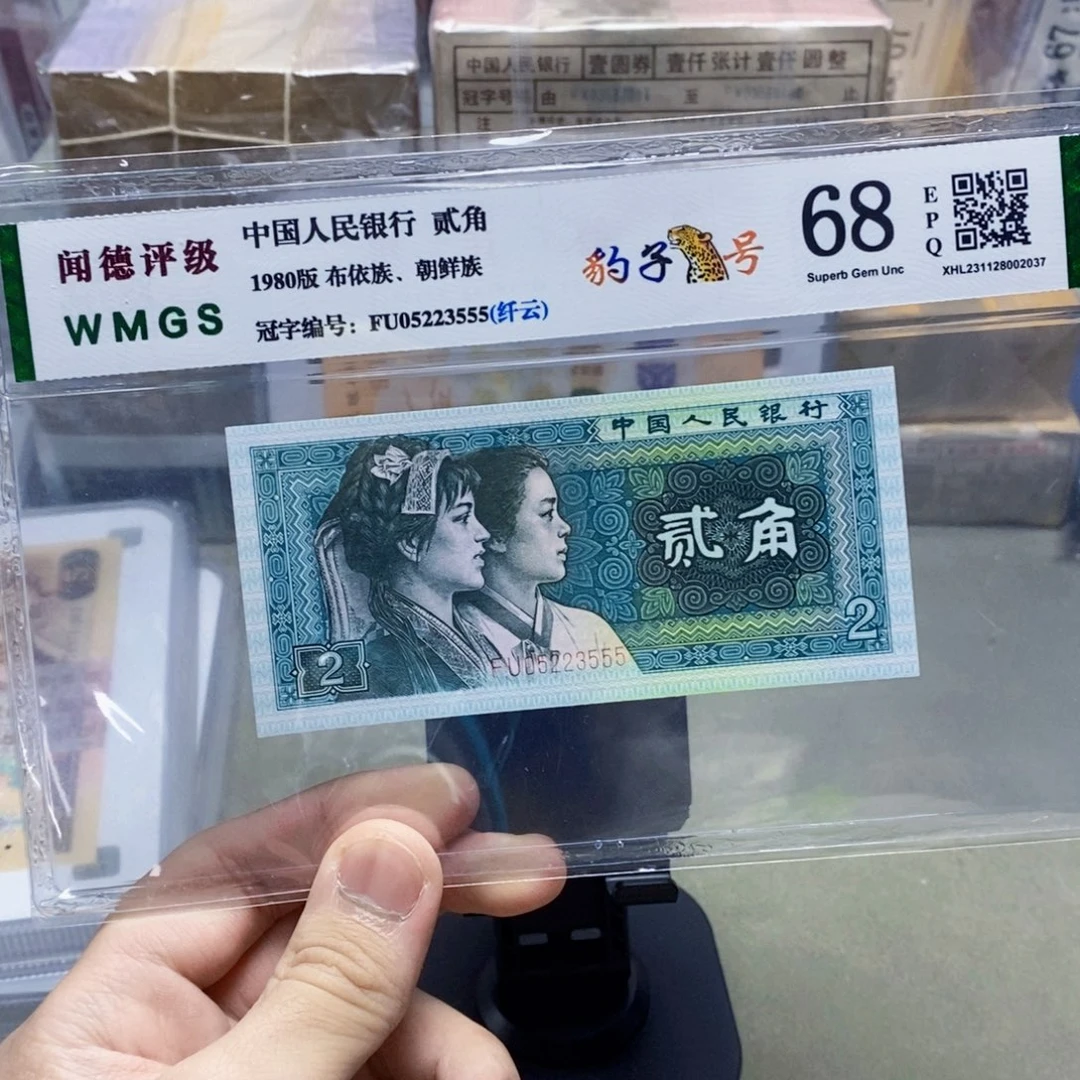 中国人民银行 壹圆券 壹仟张计壹仟圆整
冠字号 由 至 止
注
67
闻德评级
WMGS
中国人民银行 贰角
1980版 布依族、朝鲜族
冠字编号：FU05223555(纤云)
豹子号
68
Superb Gem Unc
EPQ
XHL231128002037
中国人民银行
贰角
2
2
FU05223555